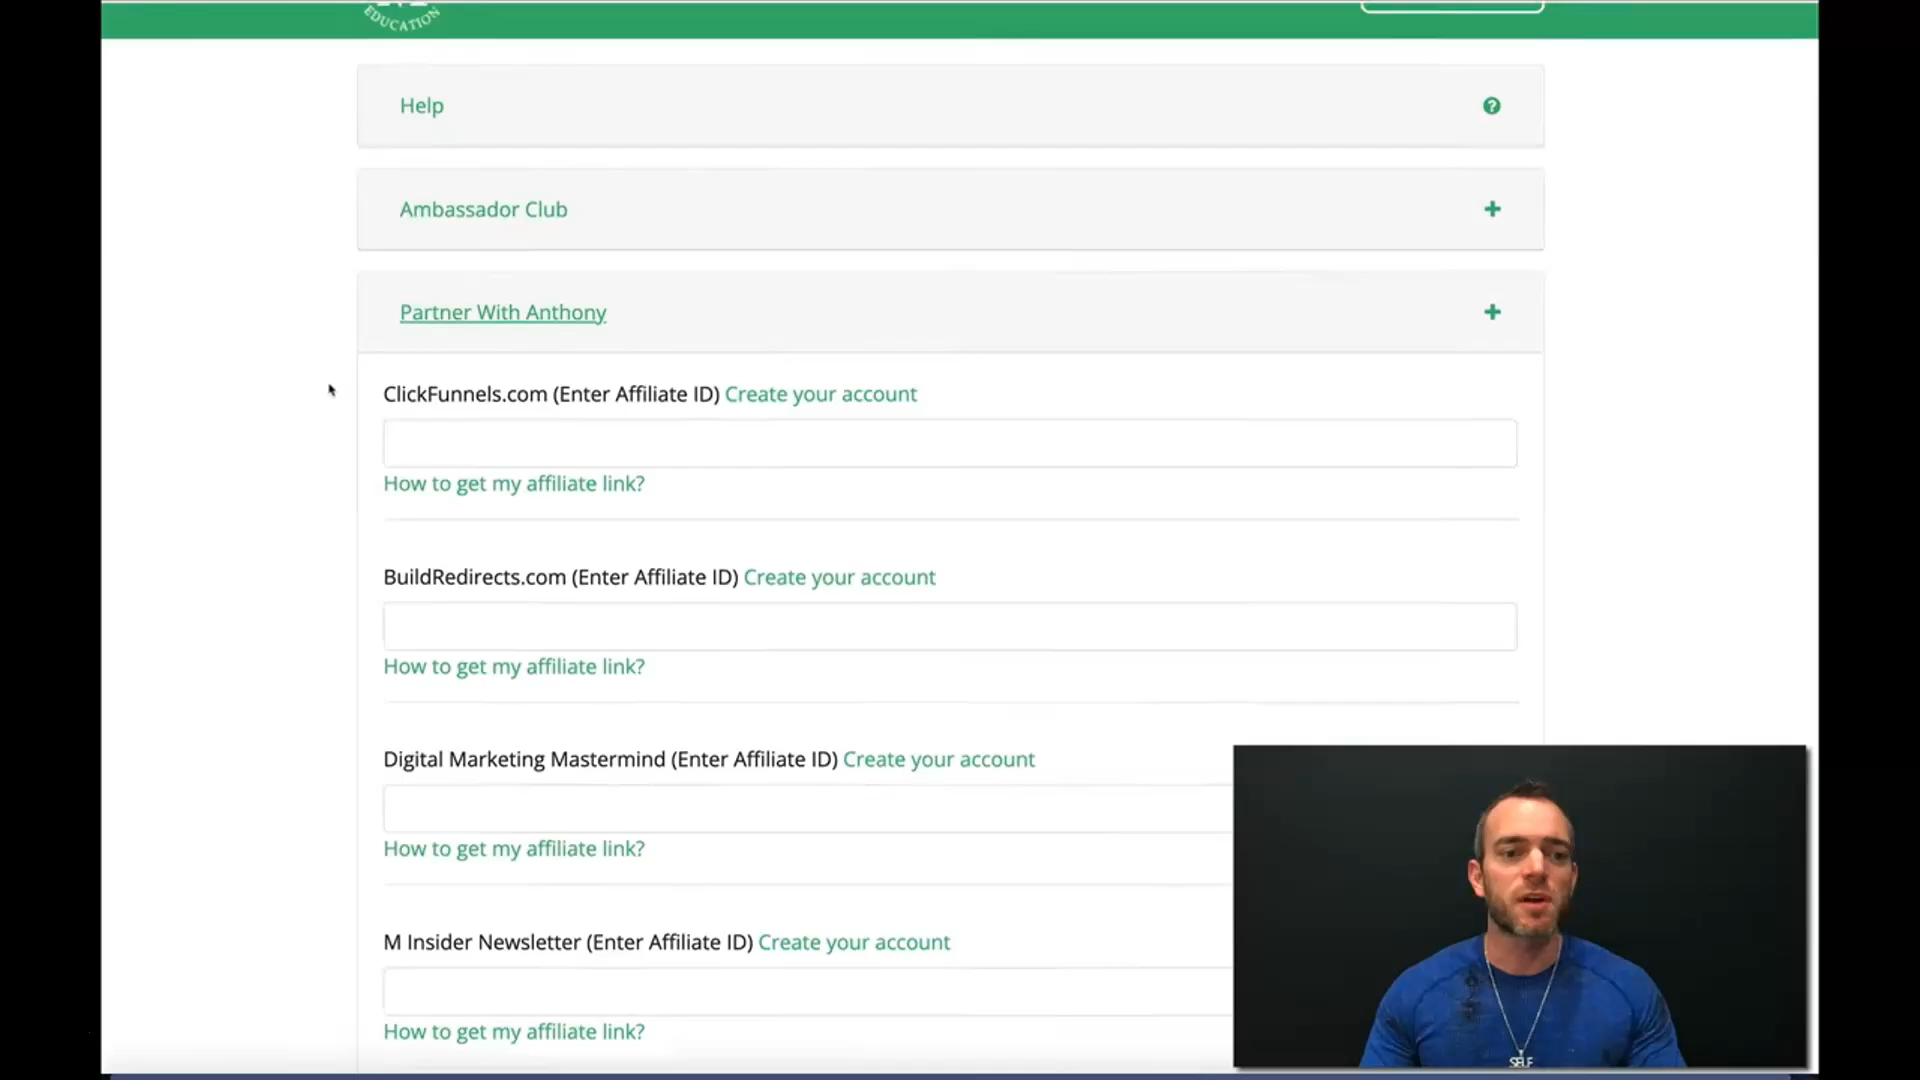 EDUCATION
Help
Ambassador Club
Partner With Anthony
ClickFunnels.com (Enter Affiliate ID) Create your account
How to get my affiliate link?
BuildRedirects.com (Enter Affiliate ID) Create your account
How to get my affiliate link?
Digital Marketing Mastermind (Enter Affiliate ID) Create your account
How to get my affiliate link?
M Insider Newsletter (Enter Affiliate ID) Create your account
How to get my affiliate link?
SELF